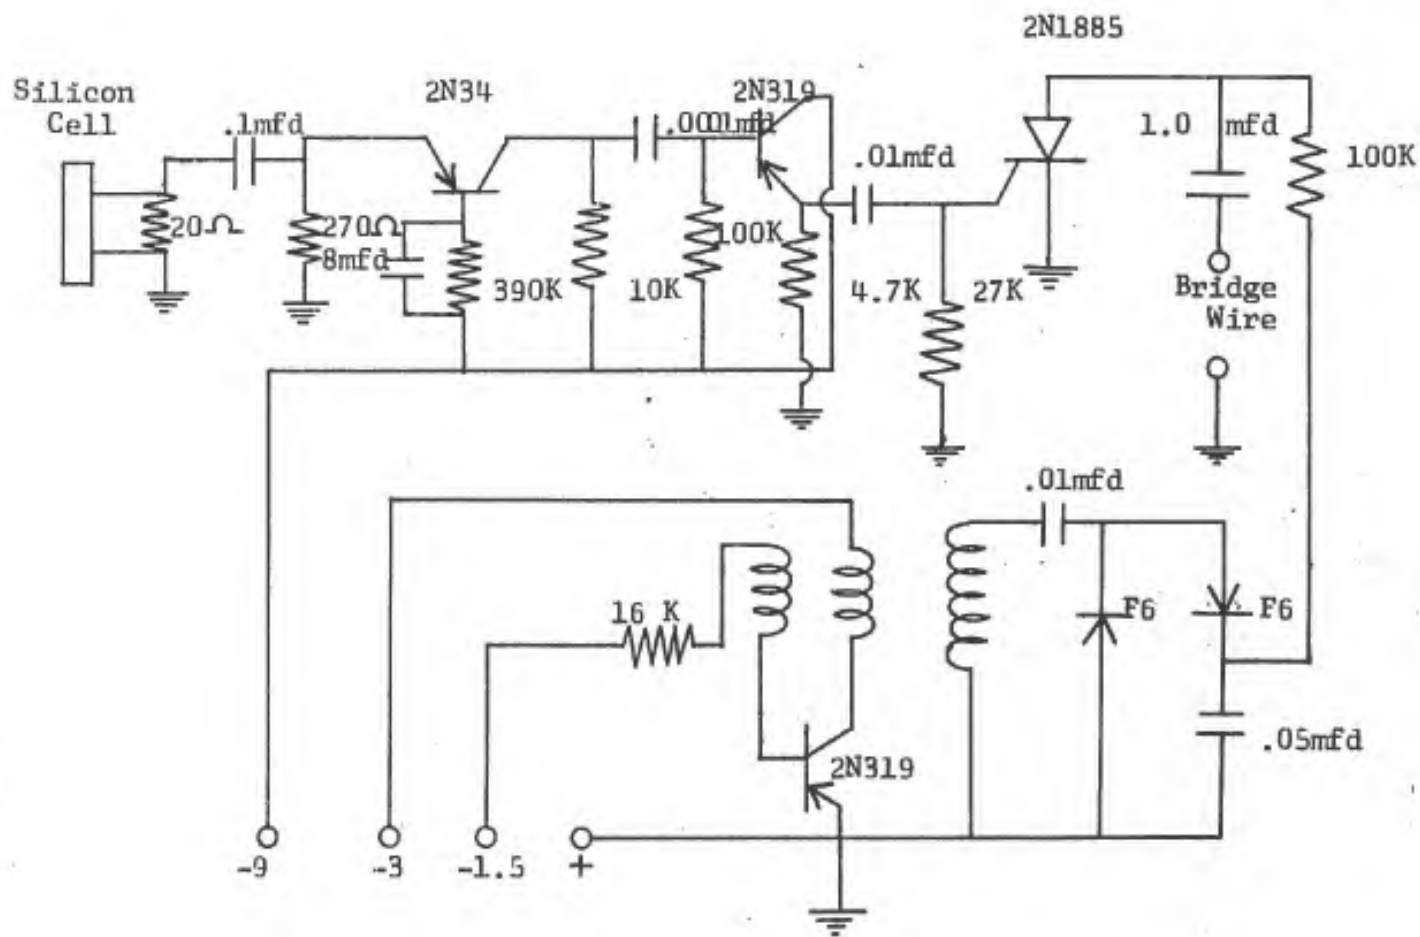 2N1885
Silicon
Cell
2N34
2N319
.1mfd
.01mfd
1.0 mfd
100K
20Ω
270Ω
8mfd
390K
10K
100K
4.7K
27K
Bridge
Wire
.01mfd
16 K
F6
F6
.05mfd
2N319
-9
-3
-1.5
+